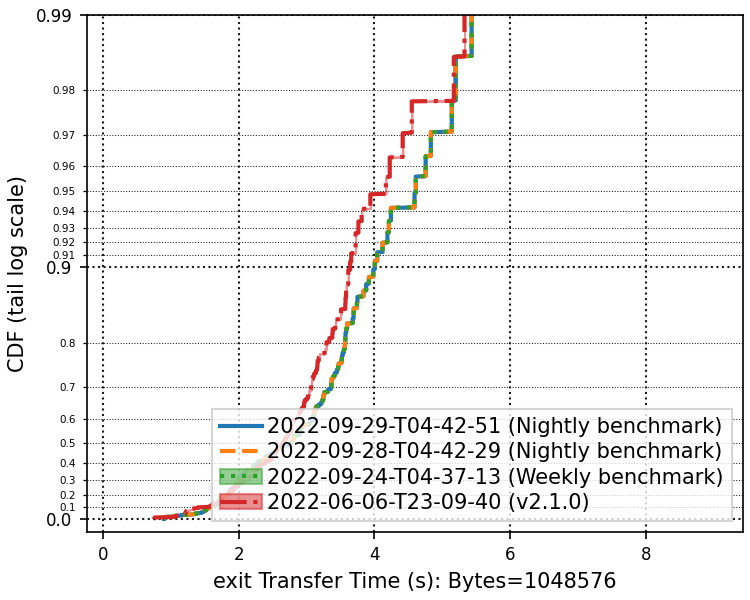 0.99
0.98
0.97
0.96
0.95
0.94
0.93
0.92
0.91
0.9
0.8
0.7
0.6
0.5
0.4
0.3
0.2
0.1
0.0
CDF (tail log scale)
2022-09-29-T04-42-51 (Nightly benchmark)
2022-09-28-T04-42-29 (Nightly benchmark)
2022-09-24-T04-37-13 (Weekly benchmark)
2022-06-06-T23-09-40 (v2.1.0)
0 2 4 6 8
exit Transfer Time (s): Bytes=1048576